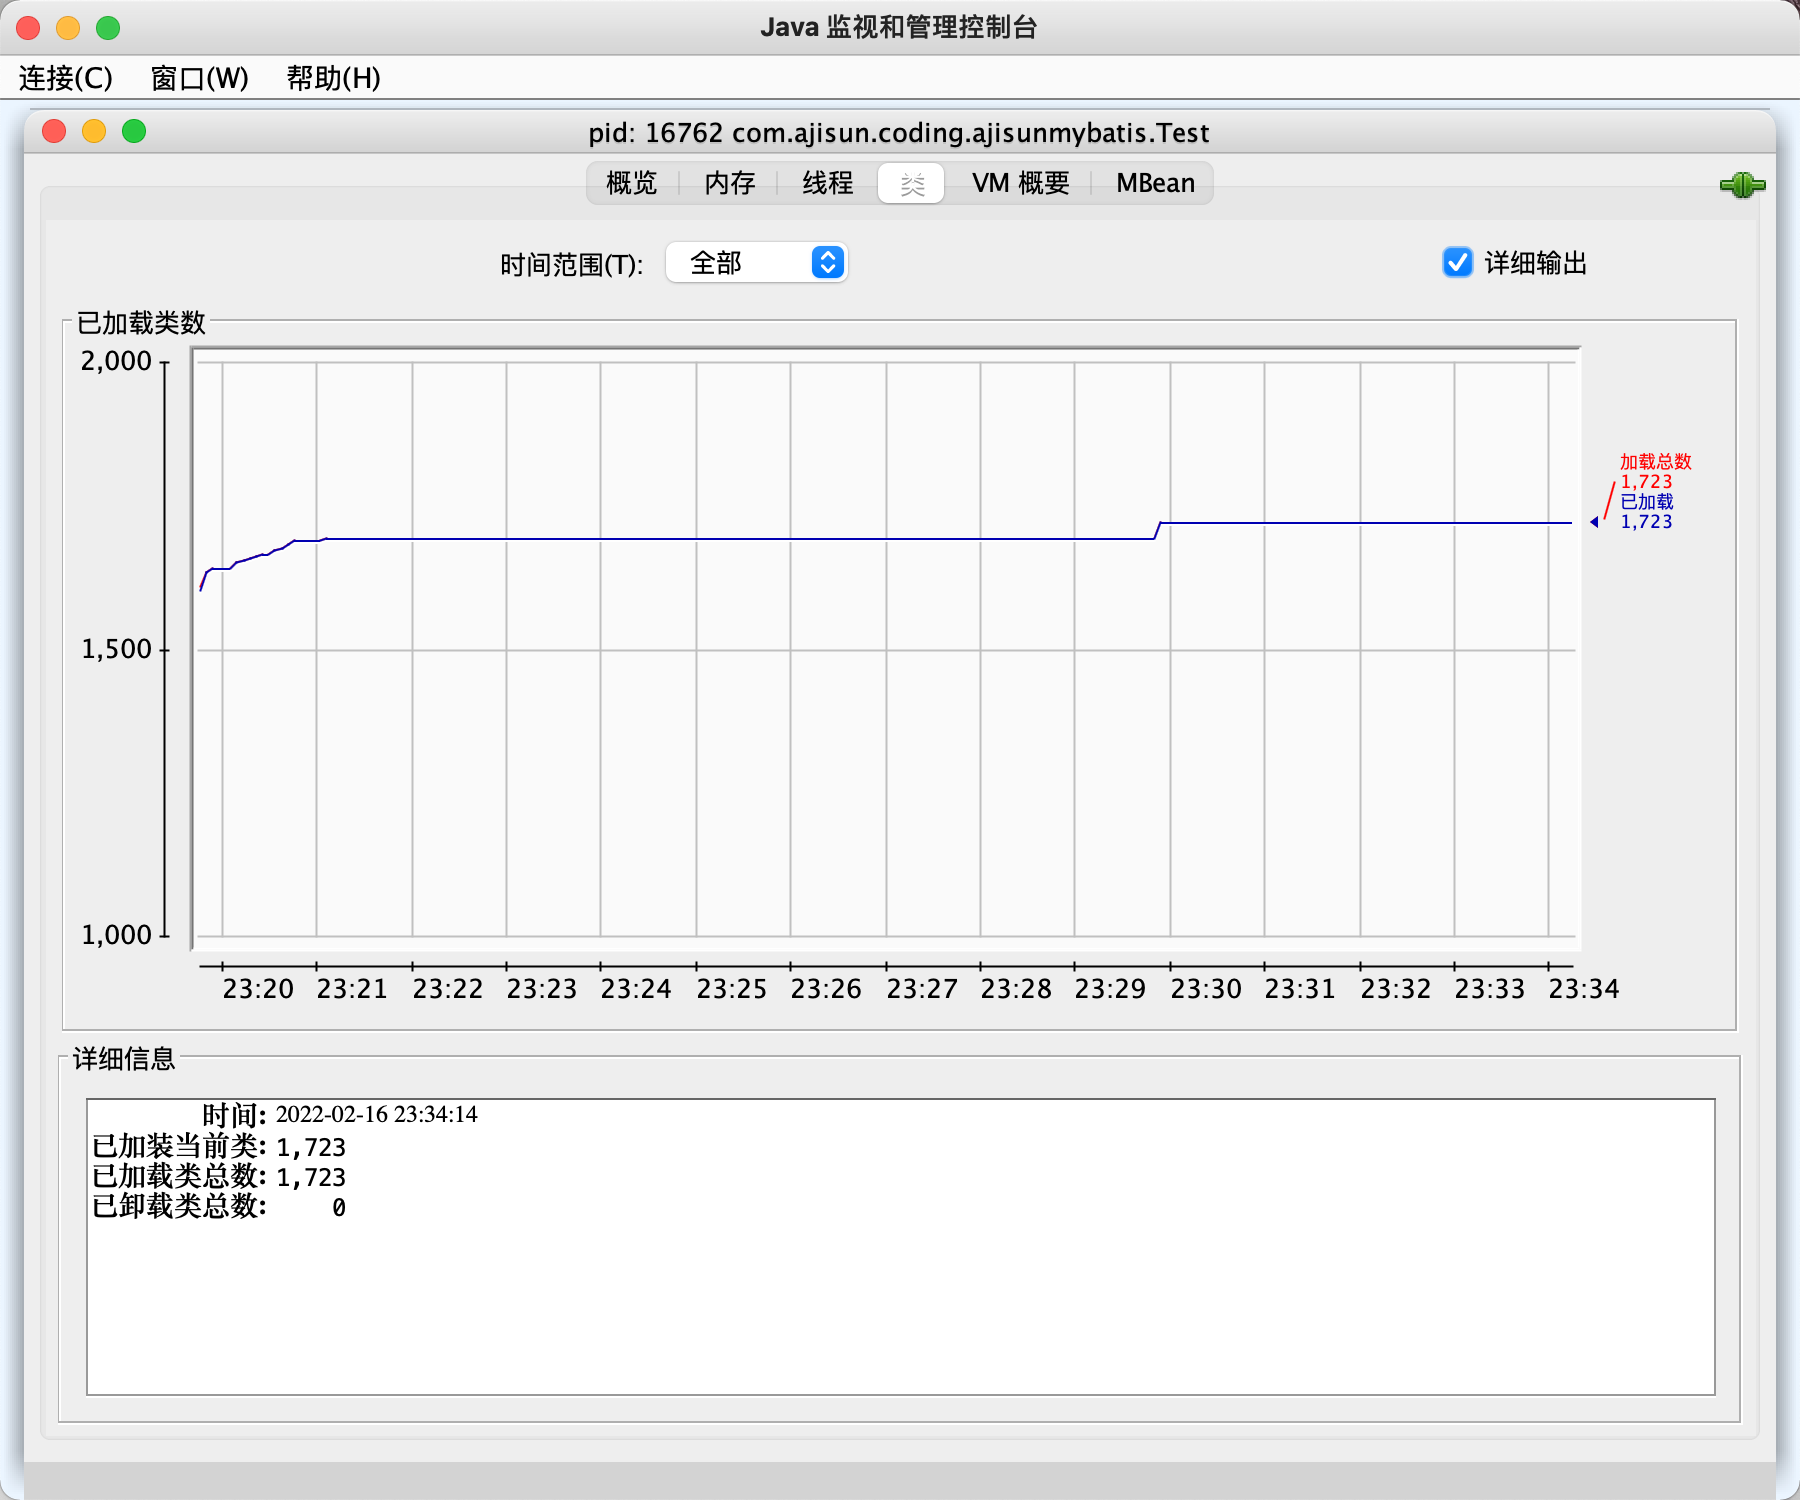 Java 监视和管理控制台
连接(C) 窗口(W) 帮助(H)
pid: 16762 com.ajisun.coding.ajisunmybatis.Test
概览 内存 线程 类 VM 概要 MBean
时间范围(T): 全部 详细输出
已加载类数
2,000
1,500
1,000
加载总数
1,723
已加载
1,723
23:20 23:21 23:22 23:23 23:24 23:25 23:26 23:27 23:28 23:29 23:30 23:31 23:32 23:33 23:34
详细信息
时间: 2022-02-16 23:34:14
已加装当前类: 1,723
已加载类总数: 1,723
已卸载类总数: 0